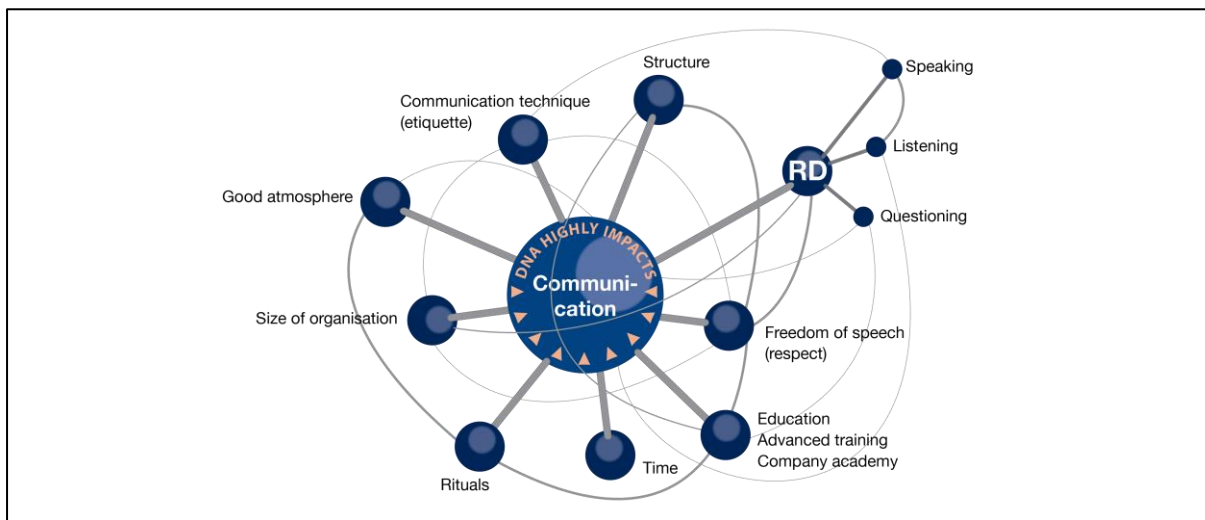 Structure
Speaking
Communication technique
(etiquette)
Listening
RD
Good atmosphere
Questioning
DNA HIGHLY IMPACTS
Communi-
cation
Size of organisation
Freedom of speech
(respect)
Education
Advanced training
Company academy
Time
Rituals